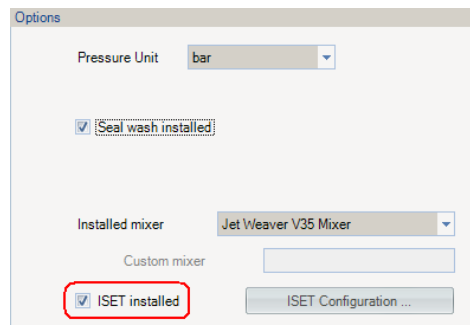 Options
Pressure Unit bar
Seal wash installed
Installed mixer Jet Weaver V35 Mixer
Custom mixer
ISET installed ISET Configuration ...